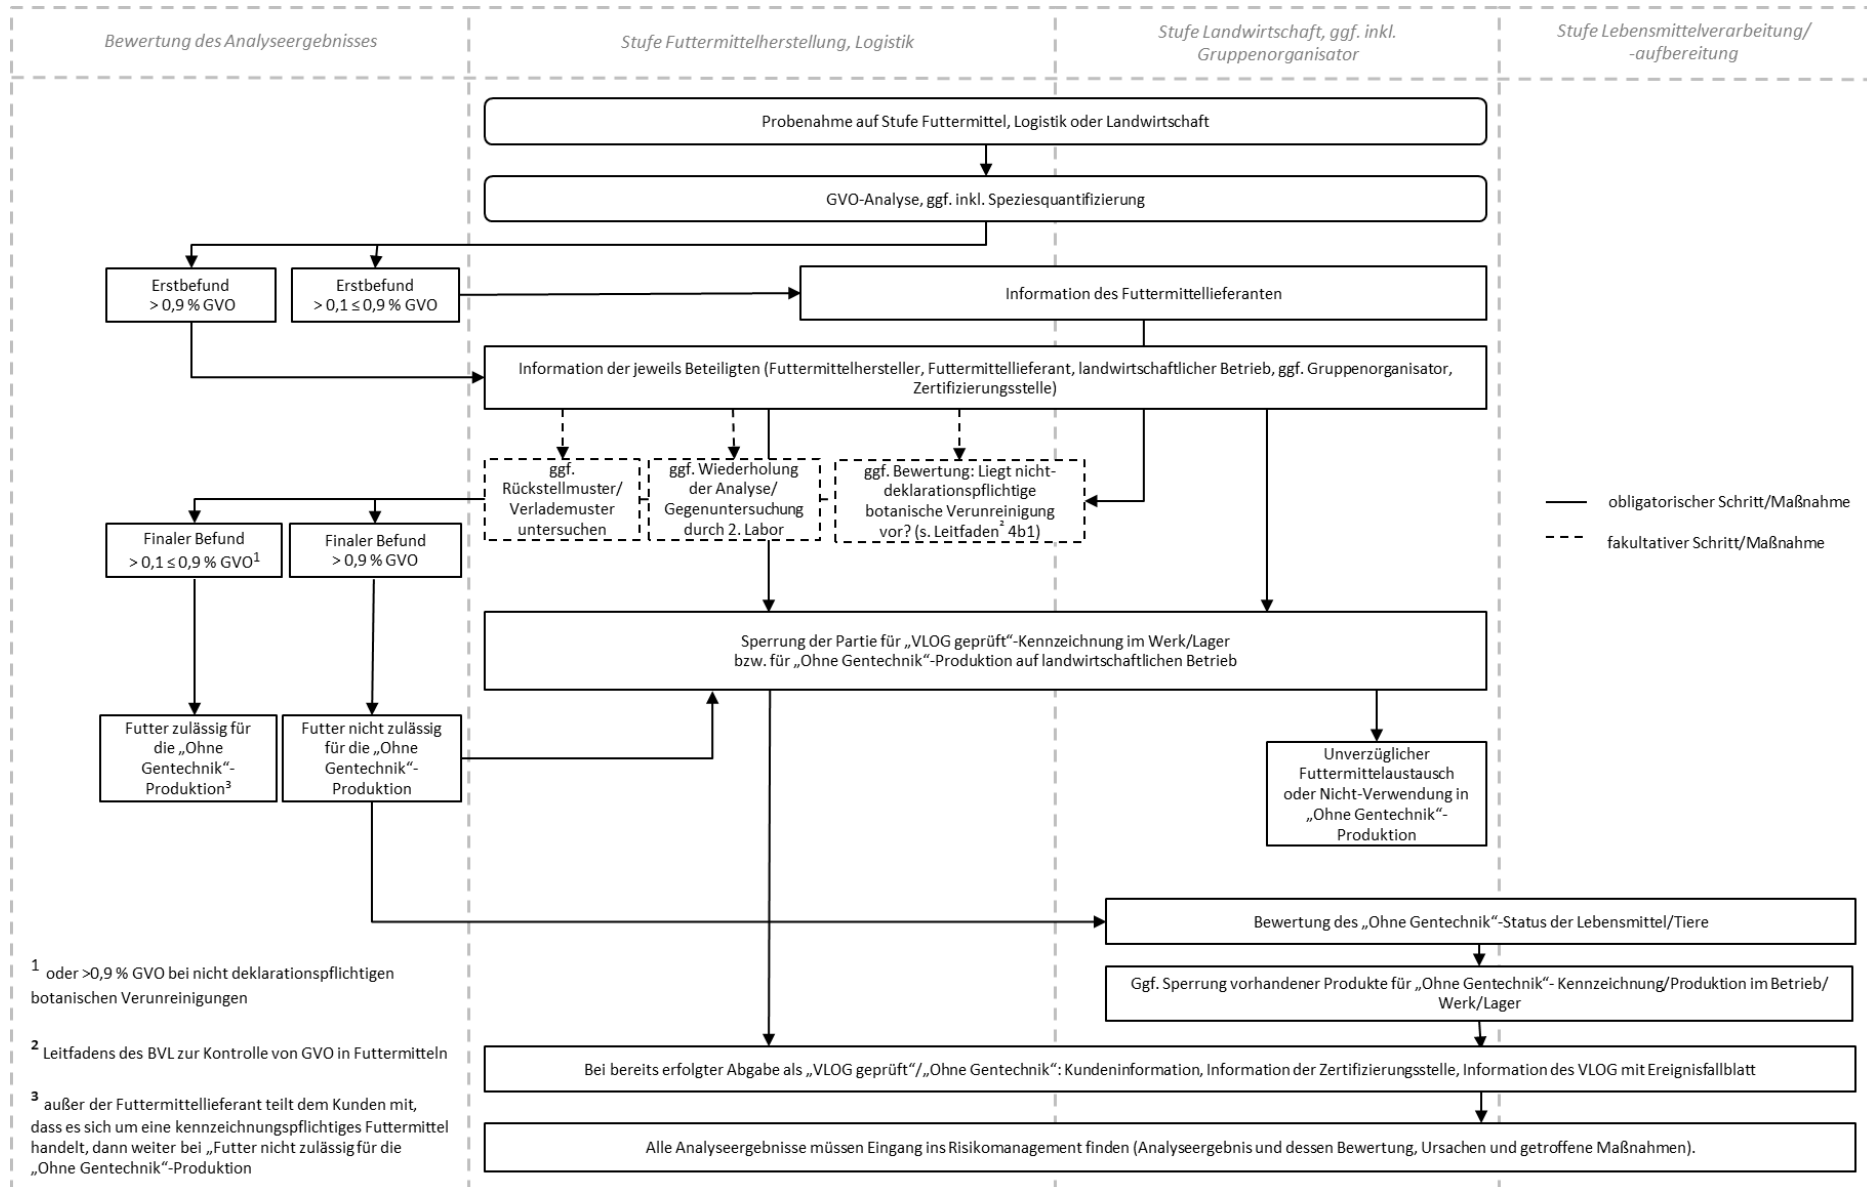 Bewertung des Analyseergebnisses
Stufe Futtermittelherstellung, Logistik
Stufe Landwirtschaft, ggf. inkl.
Gruppenorganisator
Stufe Lebensmittelverarbeitung/
-aufbereitung
Probenahme auf Stufe Futtermittel, Logistik oder Landwirtschaft
GVO-Analyse, ggf. inkl. Speziesquantifizierung
Erstbefund
> 0,9 % GVO
Erstbefund
> 0,1 ≤ 0,9 % GVO
Information des Futtermittellieferanten
Information der jeweils Beteiligten (Futtermittelhersteller, Futtermittellieferant, landwirtschaftlicher Betrieb, ggf. Gruppenorganisator,
Zertifizierungsstelle)
ggf.
Rückstellmuster/
Verlademuster
untersuchen
ggf. Wiederholung
der Analyse/
Gegenuntersuchung
durch 2. Labor
ggf. Bewertung: Liegt nicht-
deklarationspflichtige
botanische Verunreinigung
vor? (s. Leitfaden² 4b1)
obligatorischer Schritt/Maßnahme
fakultativer Schritt/Maßnahme
Finaler Befund
> 0,1 ≤ 0,9 % GVO¹
Finaler Befund
> 0,9 % GVO
Sperrung der Partie für „VLOG geprüft“-Kennzeichnung im Werk/Lager
bzw. für „Ohne Gentechnik“-Produktion auf landwirtschaftlichen Betrieb
Futter zulässig für
die „Ohne
Gentechnik“-
Produktion³
Futter nicht zulässig
für die „Ohne
Gentechnik“-
Produktion
Unverzüglicher
Futtermittelaustausch
oder Nicht-Verwendung in
„Ohne Gentechnik“-
Produktion
Bewertung des „Ohne Gentechnik“-Status der Lebensmittel/Tiere
Ggf. Sperrung vorhandener Produkte für „Ohne Gentechnik“- Kennzeichnung/Produktion im Betrieb/
Werk/Lager
Bei bereits erfolgter Abgabe als „VLOG geprüft“/„Ohne Gentechnik“: Kundeninformation, Information der Zertifizierungsstelle, Information des VLOG mit Ereignisfallblatt
Alle Analyseergebnisse müssen Eingang ins Risikomanagement finden (Analyseergebnis und dessen Bewertung, Ursachen und getroffene Maßnahmen).
¹ oder >0,9 % GVO bei nicht deklarationspflichtigen
botanischen Verunreinigungen
² Leitfadens des BVL zur Kontrolle von GVO in Futtermitteln
³ außer der Futtermittellieferant teilt dem Kunden mit,
dass es sich um eine kennzeichnungspflichtiges Futtermittel
handelt, dann weiter bei „Futter nicht zulässig für die
„Ohne Gentechnik“-Produktion